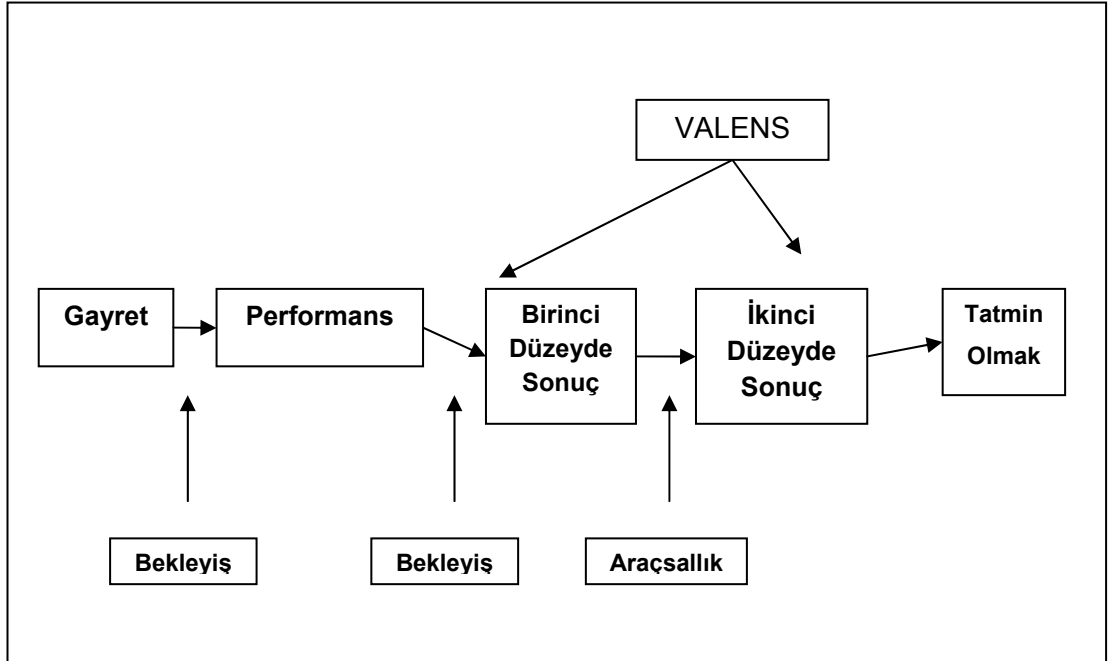 VALENS
Gayret
Performans
Birinci
Düzeyde
Sonuç
İkinci
Düzeyde
Sonuç
Tatmin
Olmak
Bekleyiş
Bekleyiş
Araçsallık